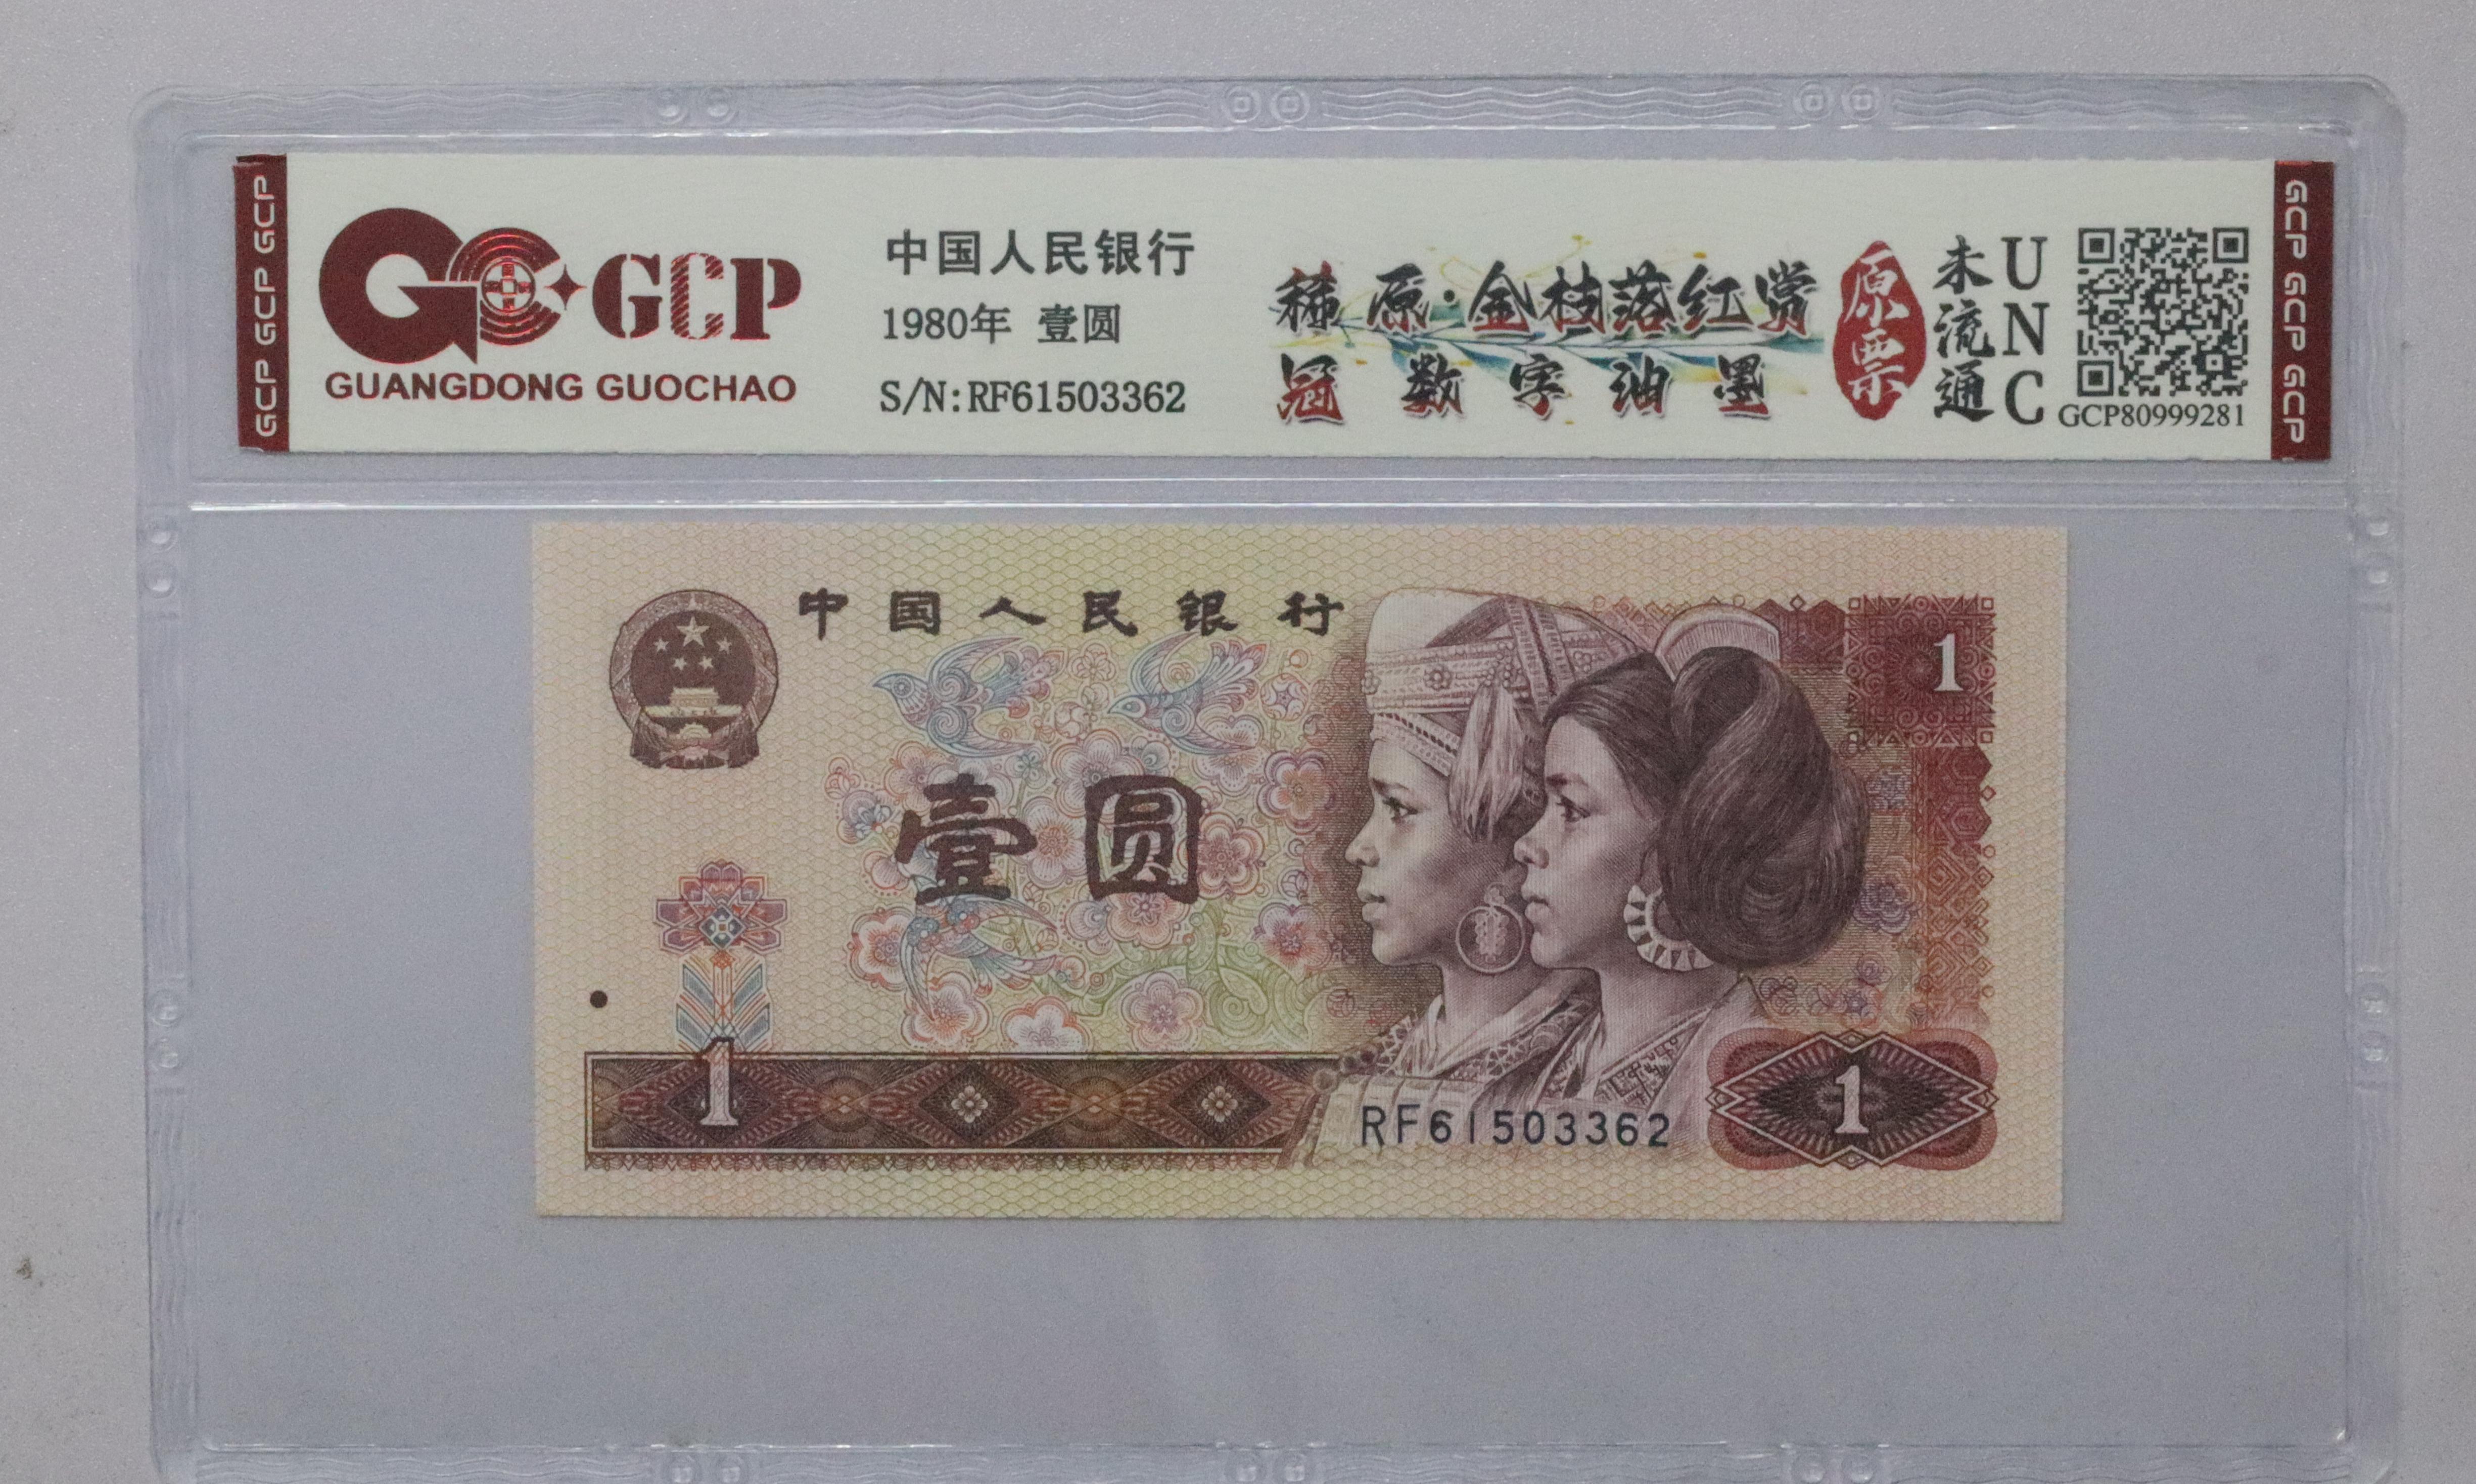 GCP GCP GCP
GCP
GUANGDONG GUOCHAO
中国人民银行
1980年 壹圆
S/N:RF61503362
稀原·金枝落红赏
冠数字油墨
原票
未流通
UNC
GCP80999281
GCP GCP GCP
中国人民银行
1
壹圆
1
RF61503362
1